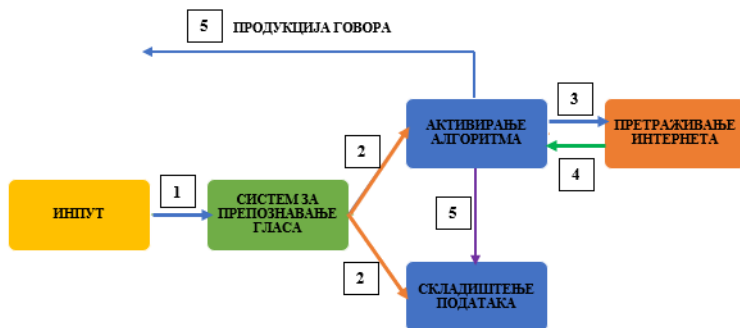 5 ПРОДУКЦИЈА ГОВОРА
3
АКТИВИРАЊЕ
АЛГОРИТМА
ПРЕТРАЖИВАЊЕ
ИНТЕРНЕТА
2
4
1
ИНПУТ
СИСТЕМ ЗА
ПРЕПОЗНАВАЊЕ
ГЛАСА
5
2
СКЛАДИШТЕЊЕ
ПОДАТАКА